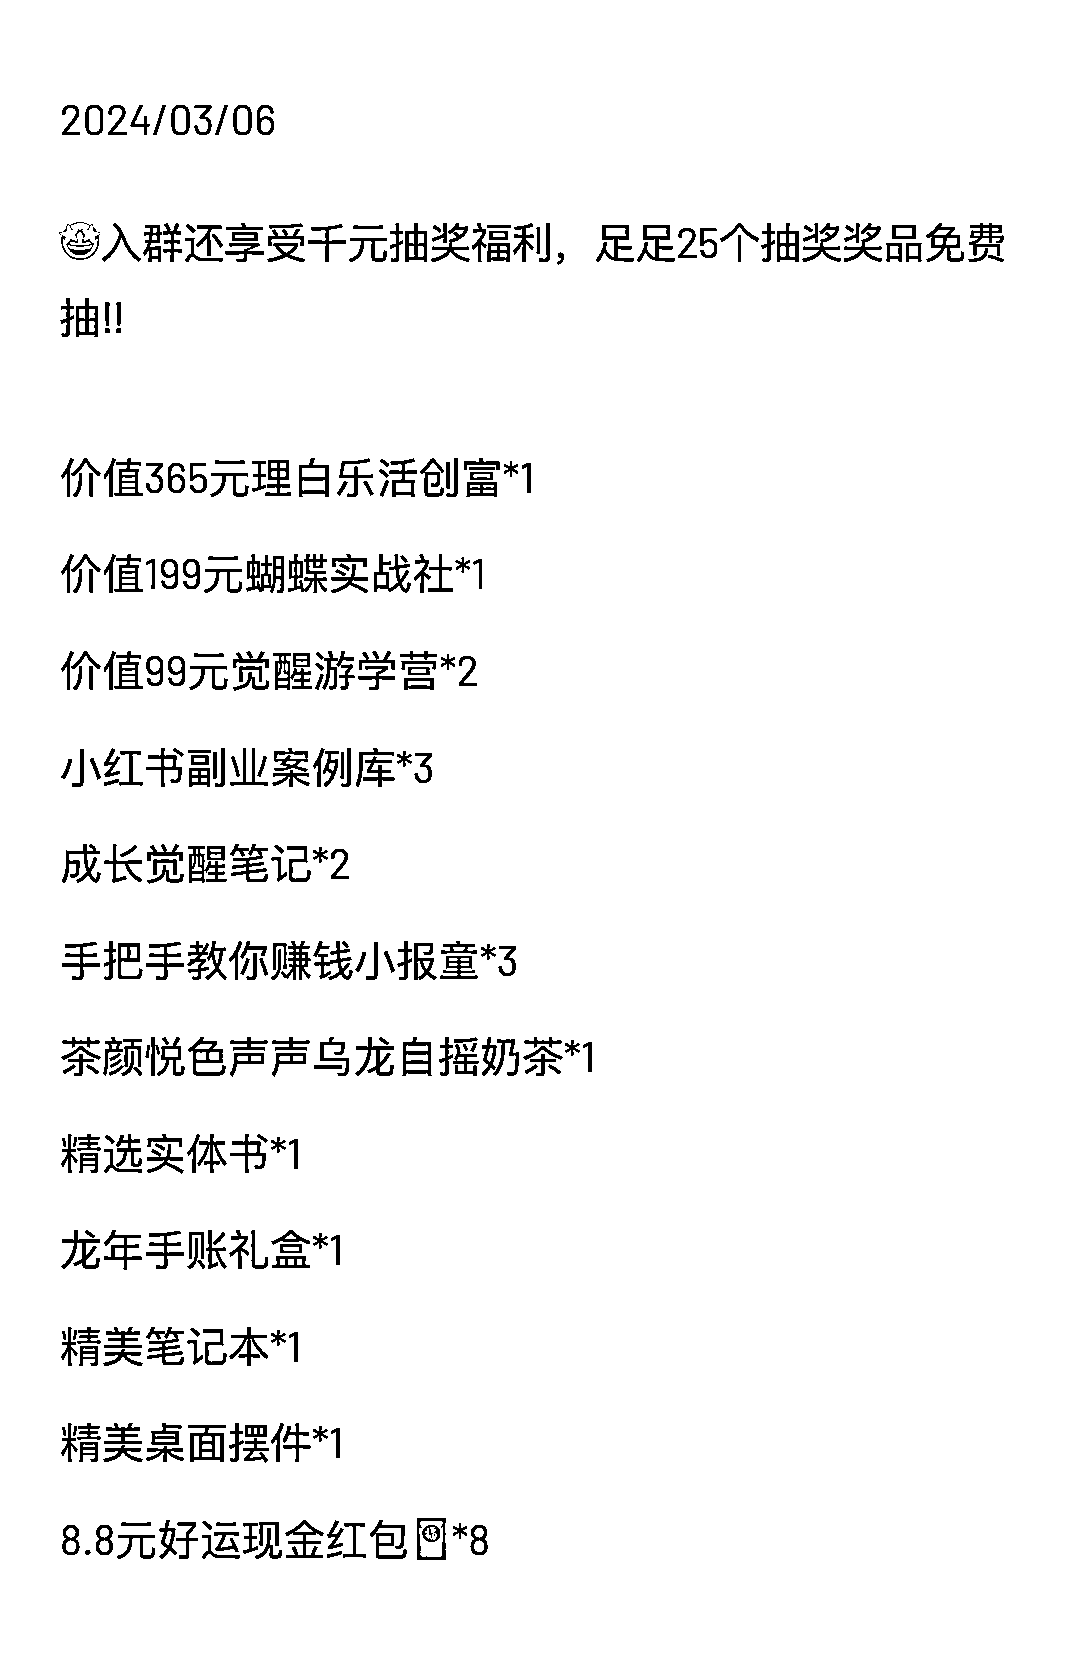 2024/03/06
🤩入群还享受千元抽奖福利，足足25个抽奖奖品免费
抽!!
价值365元理白乐活创富*1
价值199元蝴蝶实战社*1
价值99元觉醒游学营*2
小红书副业案例库*3
成长觉醒笔记*2
手把手教你赚钱小报童*3
茶颜悦色声声乌龙自摇奶茶*1
精选实体书*1
龙年手账礼盒*1
精美笔记本*1
精美桌面摆件*1
8.8元好运现金红包🧧*8